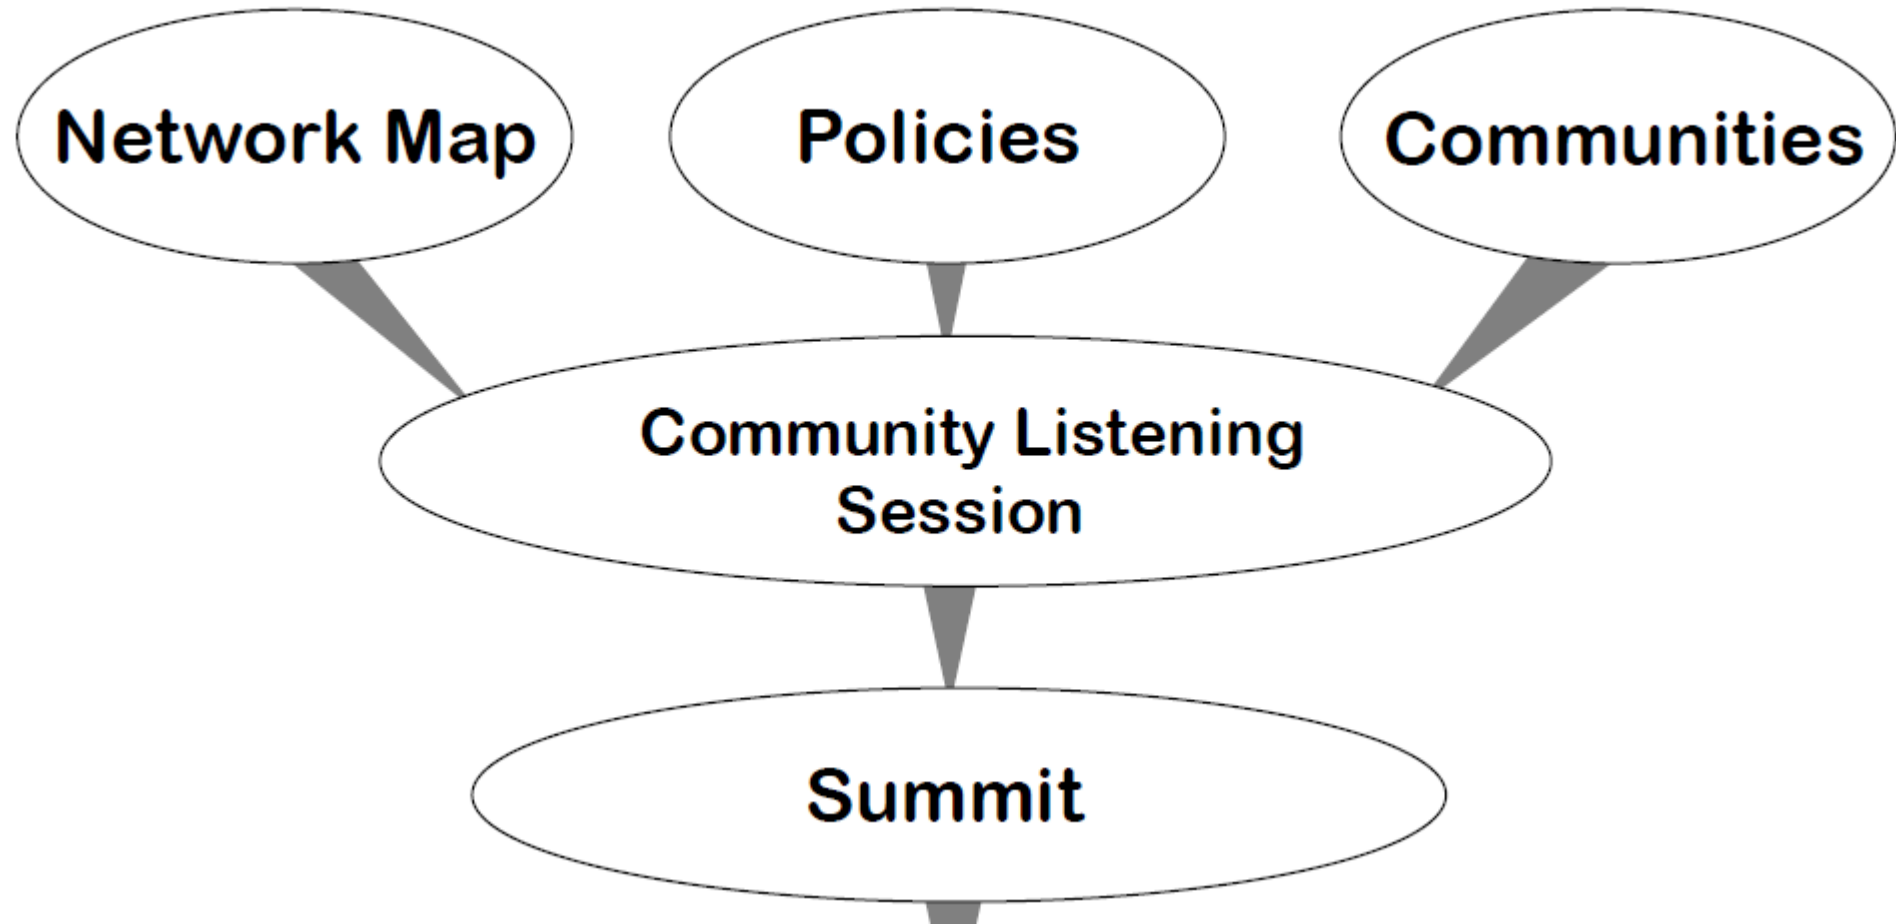 Network Map
Policies
Communities
Community Listening
Session
Summit